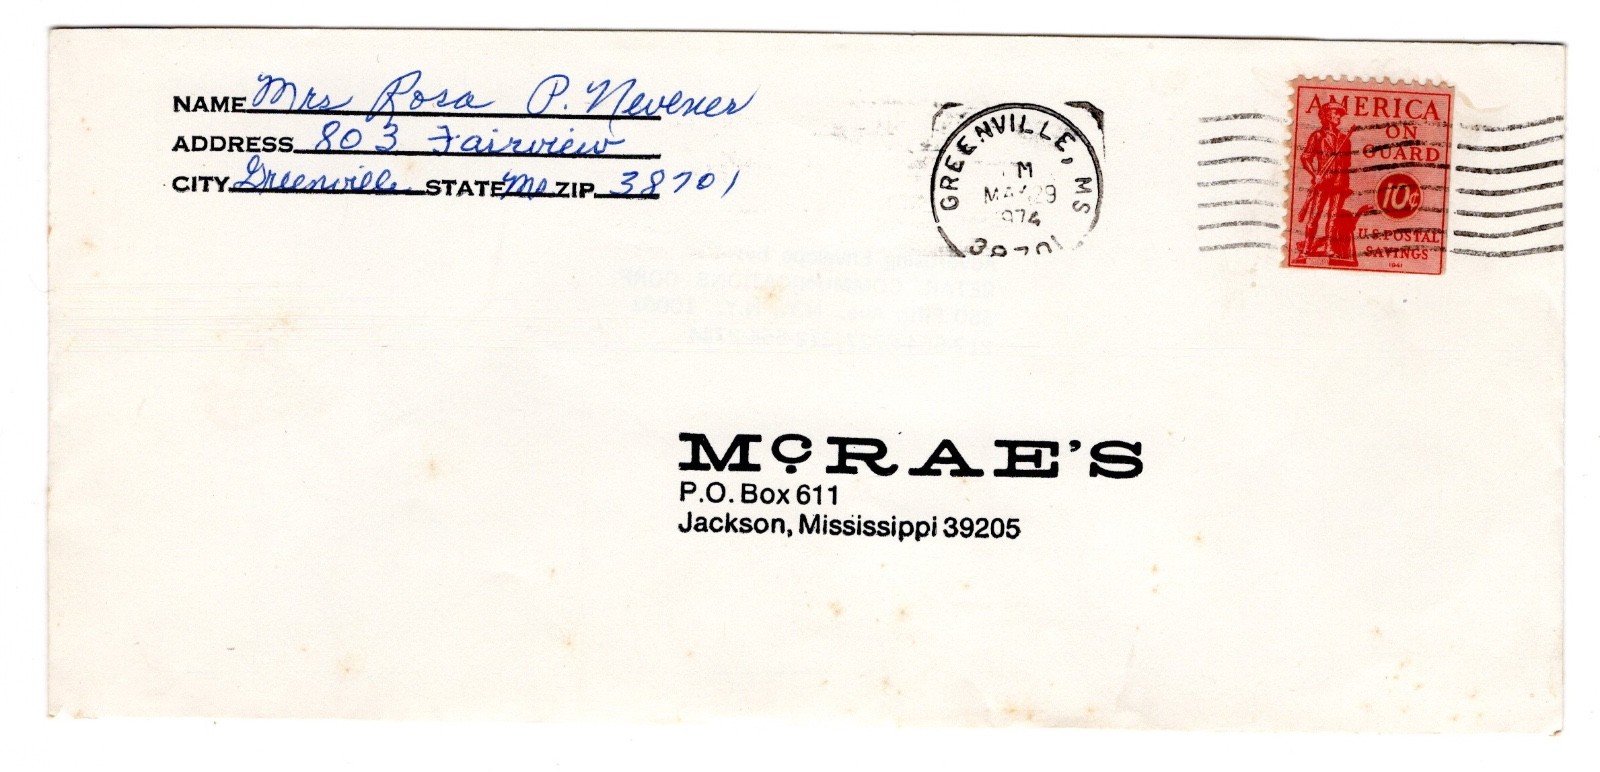 NAME Mrs Rosa P. Nevener
ADDRESS 803 Fairview
CITY Greenville STATE Ms ZIP 38701
GREENVILLE, MS
PM
MAY 29
1974
38701
AMERICA
ON
GUARD
10¢
U.S. POSTAL
SAVINGS
1941
McRAE'S
P.O. Box 611
Jackson, Mississippi 39205